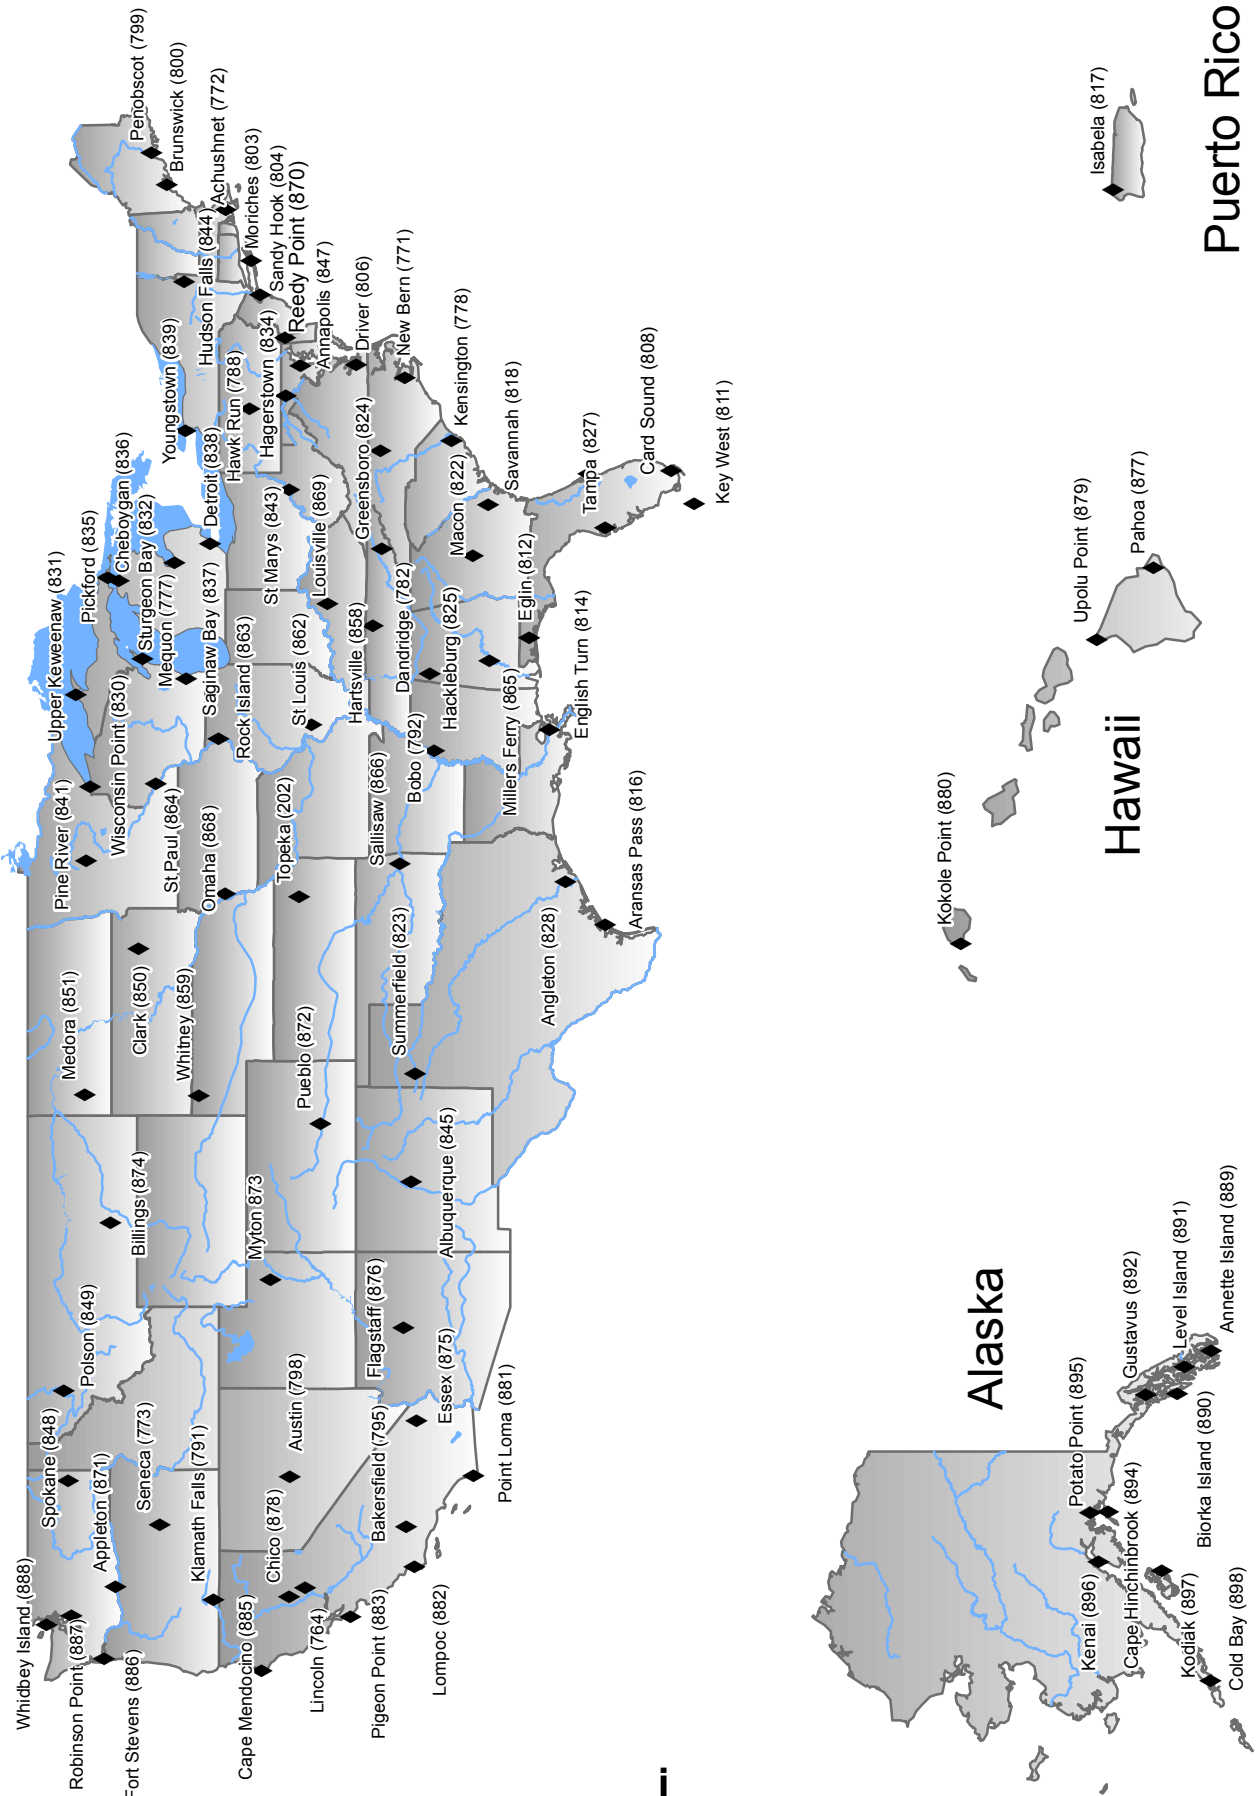 Whidbey Island (888)
Robinson Point (887)
Fort Stevens (886)
Spokane (848)
Appleton (871)
Seneca (773)
Klamath Falls (791)
Cape Mendocino (885)
Chico (878)
Lincoln (764)
Pigeon Point (883)
Lompoc (882)
Bakersfield (795)
Austin (798)
Point Loma (881)
Essex (875)
Flagstaff (876)
Polson (849)
Billings (874)
Myton 873
Albuquerque (845)
Medora (851)
Clark (850)
Whitney (859)
Pueblo (872)
Summerfield (823)
Angleton (828)
Aransas Pass (816)
Pine River (841)
Wisconsin Point (830)
St.Paul (864)
Omaha (868)
Topeka (202)
Sallisaw (866)
Bobo (792)
Millers Ferry (865)
English Turn (814)
Upper Keweenaw (831)
Pickford (835)
Cheboygan (836)
Sturgeon Bay (832)
Mequon (777)
Saginaw Bay (837)
Rock Island (863)
St Louis (862)
Hartsville (858)
Dandridge (782)
Hackleburg (825)
Eglin (812)
Youngstown (839)
Detroit (838)
Hawk Run (788)
Hagerstown (834)
St Marys (843)
Louisville (869)
Greensboro (824)
Macon (822)
Savannah (818)
Kensington (778)
Tampa (827)
Card Sound (808)
Key West (811)
Penobscot (799)
Brunswick (800)
Achushnet (772)
Hudson Falls (844)
Moriches (803)
Sandy Hook (804)
Reedy Point (870)
Annapolis (847)
Driver (806)
New Bern (771)
Isabela (817)
Puerto Rico
Kokole Point (880)
Upolu Point (879)
Pahoa (877)
Hawaii
Alaska
Potato Point (895)
Gustavus (892)
Level Island (891)
Annette Island (889)
Biorka Island (890)
Kenai (896)
Cape Hinchinbrook (894)
Kodiak (897)
Cold Bay (898)
i